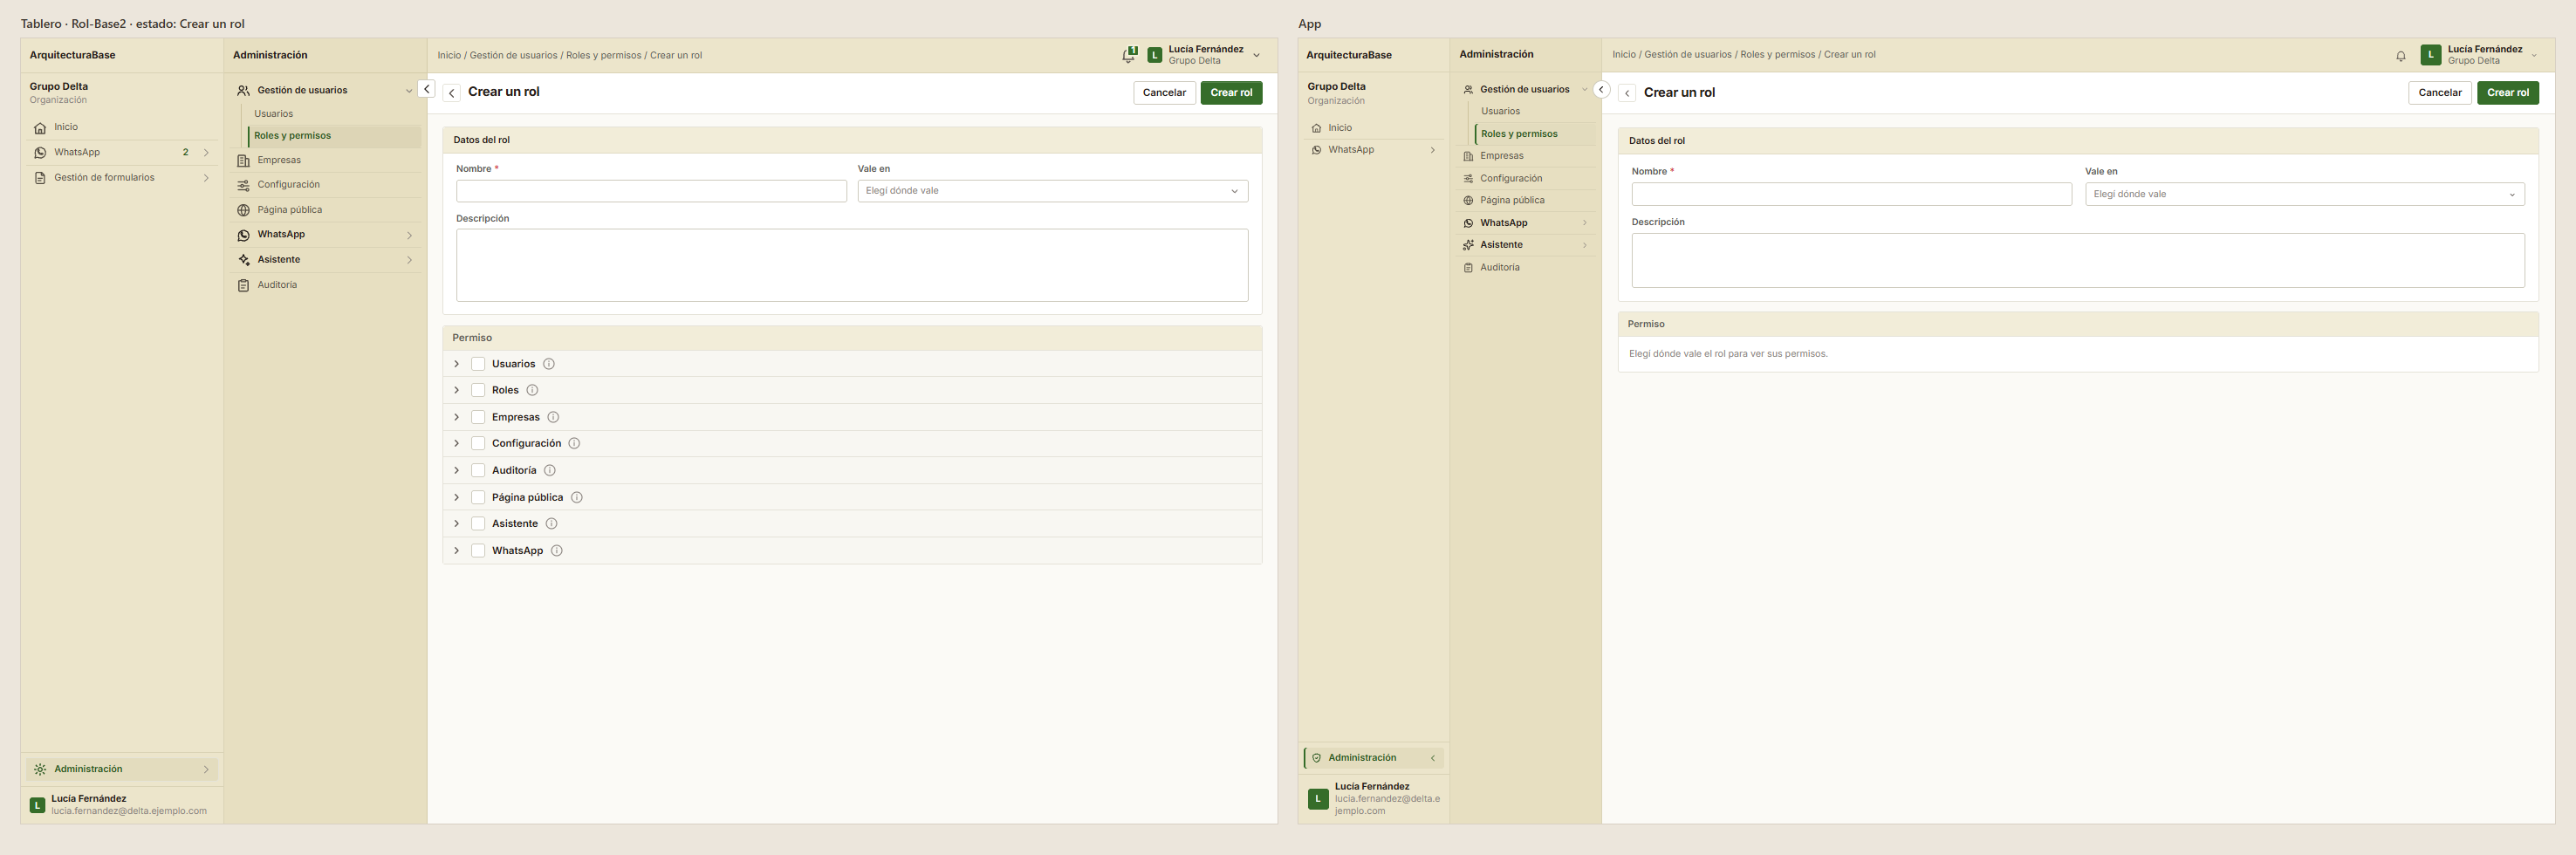 Tablero · Rol-Base2 · estado: Crear un rol
ArquitecturaBase
Grupo Delta
Organización
Inicio
WhatsApp 2
Gestión de formularios
Administración
Lucía Fernández
lucia.fernandez@delta.ejemplo.com
Administración
Gestión de usuarios
Usuarios
Roles y permisos
Empresas
Configuración
Página pública
WhatsApp
Asistente
Auditoría
Inicio / Gestión de usuarios / Roles y permisos / Crear un rol
1
L
Lucía Fernández
Grupo Delta
Crear un rol
Cancelar
Crear rol
Datos del rol
Nombre *
Vale en
Elegí dónde vale
Descripción
Permiso
Usuarios
Roles
Empresas
Configuración
Auditoría
Página pública
Asistente
WhatsApp
L
App
ArquitecturaBase
Grupo Delta
Organización
Inicio
WhatsApp
Administración
L
Lucía Fernández
lucia.fernandez@delta.e
jemplo.com
Administración
Gestión de usuarios
Usuarios
Roles y permisos
Empresas
Configuración
Página pública
WhatsApp
Asistente
Auditoría
Inicio / Gestión de usuarios / Roles y permisos / Crear un rol
L
Lucía Fernández
Grupo Delta
Crear un rol
Cancelar
Crear rol
Datos del rol
Nombre *
Vale en
Elegí dónde vale
Descripción
Permiso
Elegí dónde vale el rol para ver sus permisos.